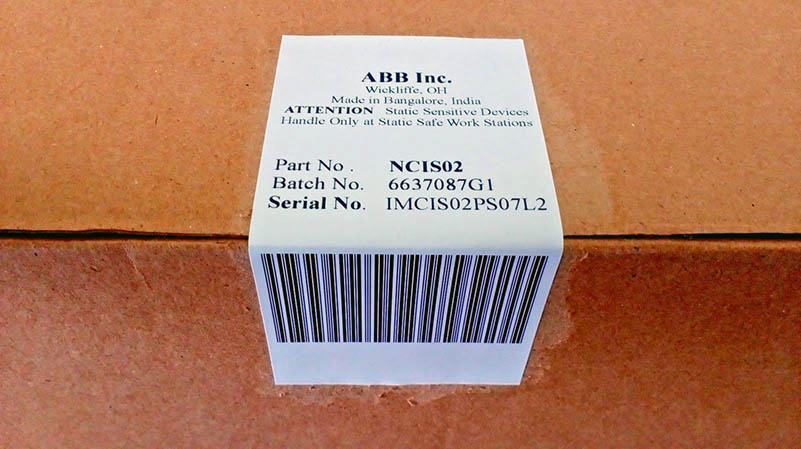 ABB Inc.
Wickliffe, OH
Made in Bangalore, India
ATTENTION Static Sensitive Devices
Handle Only at Static Safe Work Stations
Part No . NCIS02
Batch No. 6637087G1
Serial No. IMCIS02PS07L2